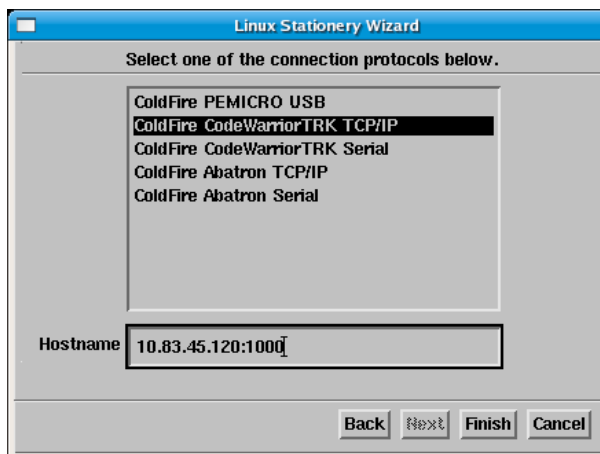 Linux Stationery Wizard
Select one of the connection protocols below.
ColdFire PEMICRO USB
ColdFire CodeWarriorTRK TCP/IP
ColdFire CodeWarriorTRK Serial
ColdFire Abatron TCP/IP
ColdFire Abatron Serial
Hostname 10.83.45.120:1000
Back Next Finish Cancel